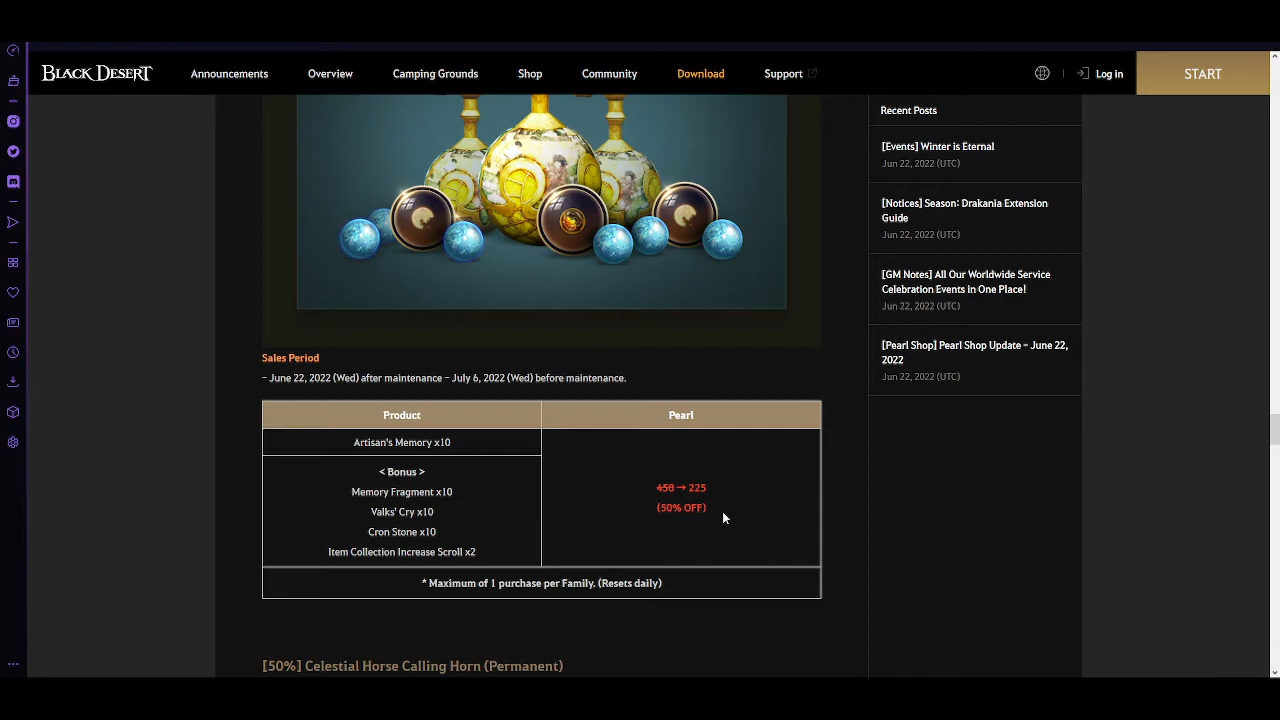 BLACK DESERT
Announcements
Overview
Camping Grounds
Shop
Community
Download
Support
Log in
START
Sales Period
- June 22, 2022 (Wed) after maintenance - July 6, 2022 (Wed) before maintenance.
Product
Pearl
Artisan's Memory x10
< Bonus >
Memory Fragment x10
Valks' Cry x10
Cron Stone x10
Item Collection Increase Scroll x2
450 → 225
(50% OFF)
* Maximum of 1 purchase per Family. (Resets daily)
[50%] Celestial Horse Calling Horn (Permanent)
Recent Posts
[Events] Winter is Eternal
Jun 22, 2022 (UTC)
[Notices] Season: Drakania Extension
Guide
Jun 22, 2022 (UTC)
[GM Notes] All Our Worldwide Service
Celebration Events in One Place!
Jun 22, 2022 (UTC)
[Pearl Shop] Pearl Shop Update - June 22,
2022
Jun 22, 2022 (UTC)